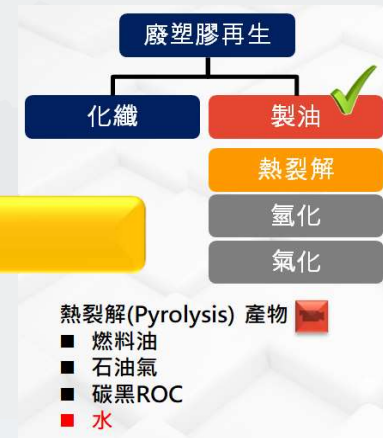 廢塑膠再生
化纖
製油
熱裂解
氫化
氣化
熱裂解(Pyrolysis) 產物
■ 燃料油
■ 石油氣
■ 碳黑ROC
■ 水